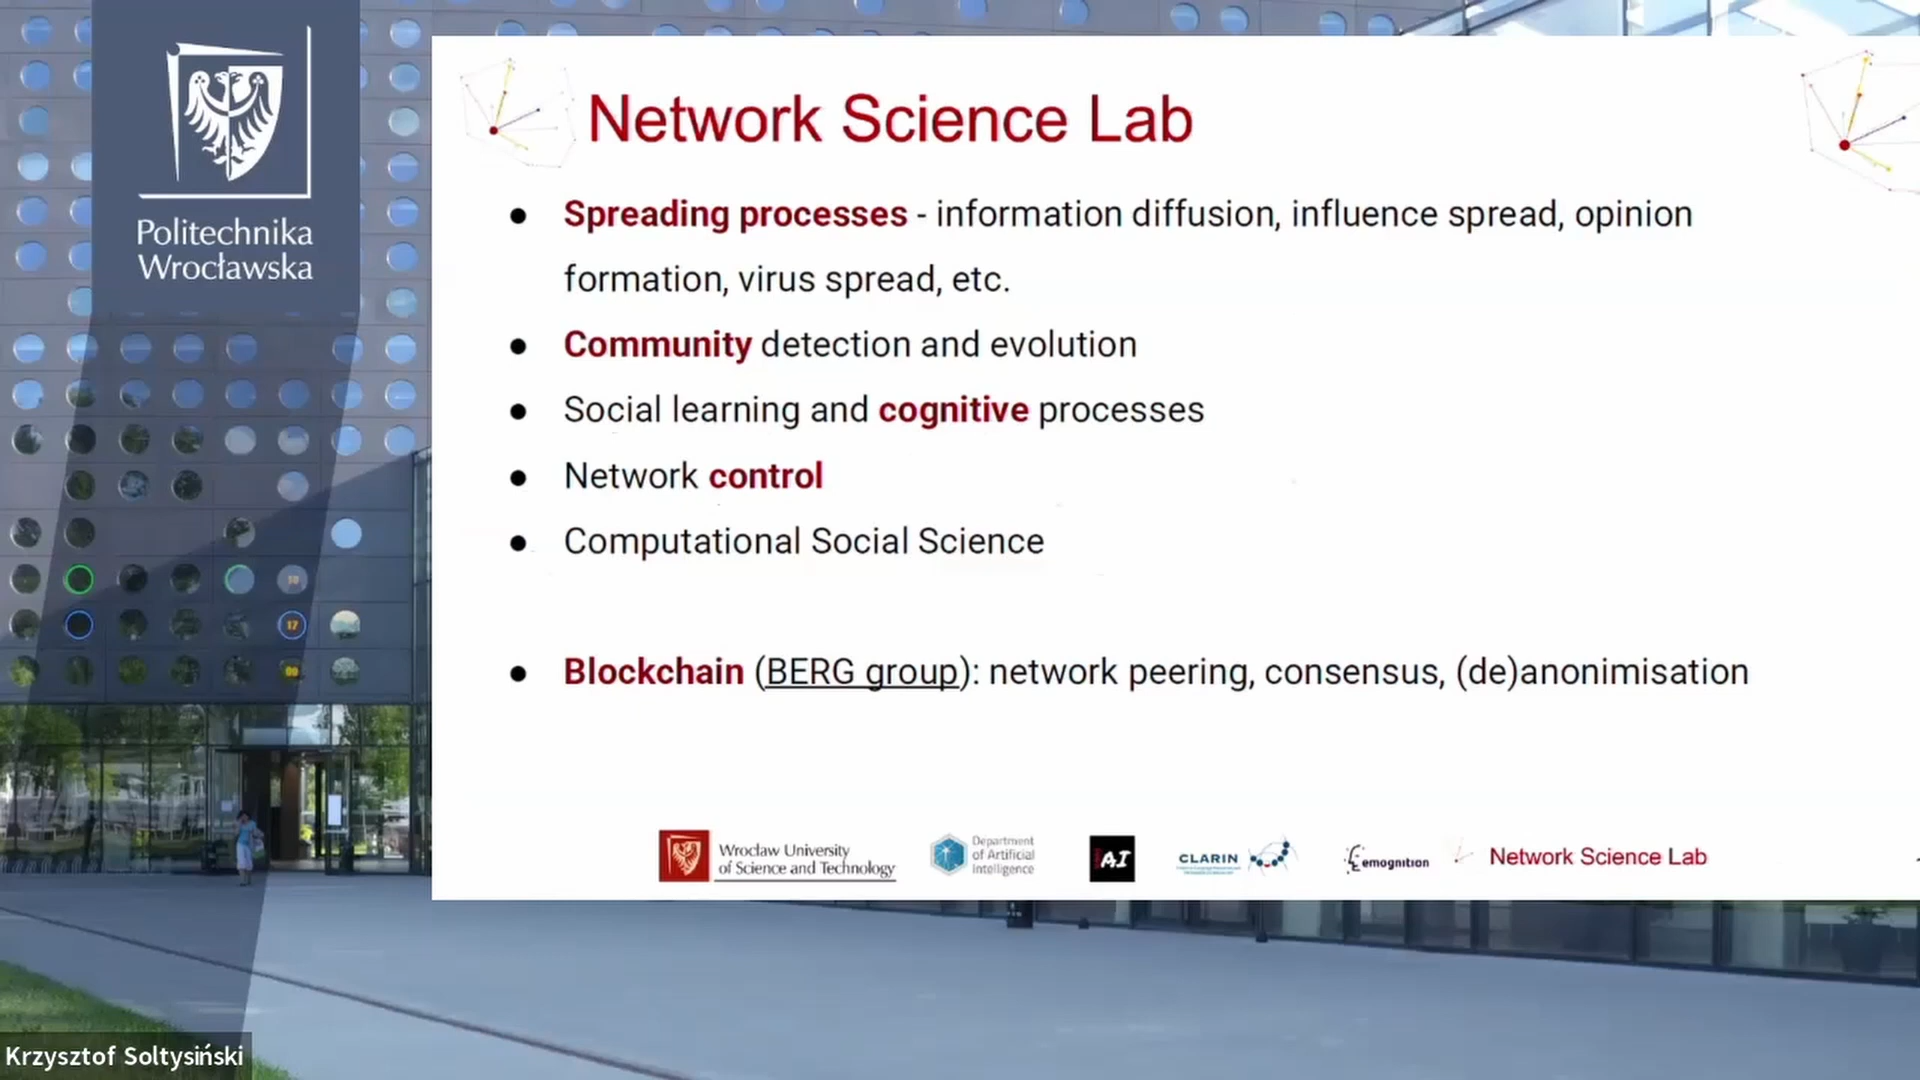 Politechnika
Wrocławska
Network Science Lab
Spreading processes - information diffusion, influence spread, opinion
formation, virus spread, etc.
Community detection and evolution
Social learning and cognitive processes
Network control
Computational Social Science
Blockchain (BERG group): network peering, consensus, (de)anonimisation
Wrocław University
of Science and Technology
Department
of Artificial
Intelligence
AI
CLARIN
emognition
Network Science Lab
17
Krzysztof Soltysiński